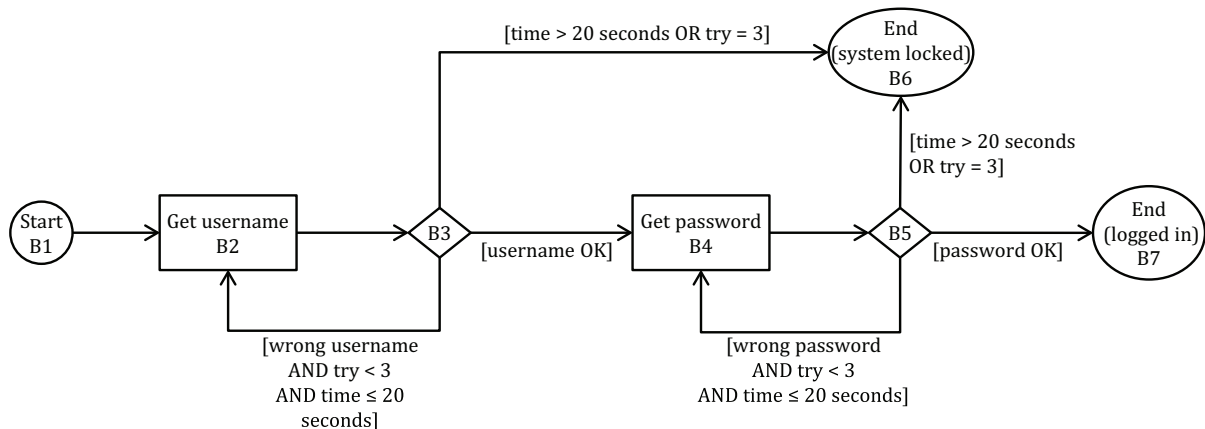 [time > 20 seconds OR try = 3]
End
(system locked)
B6
[time > 20 seconds
OR try = 3]
Start
B1
Get username
B2
B3
[username OK]
Get password
B4
B5
[password OK]
End
(logged in)
B7
[wrong username
AND try < 3
AND time ≤ 20
seconds]
[wrong password
AND try < 3
AND time ≤ 20 seconds]